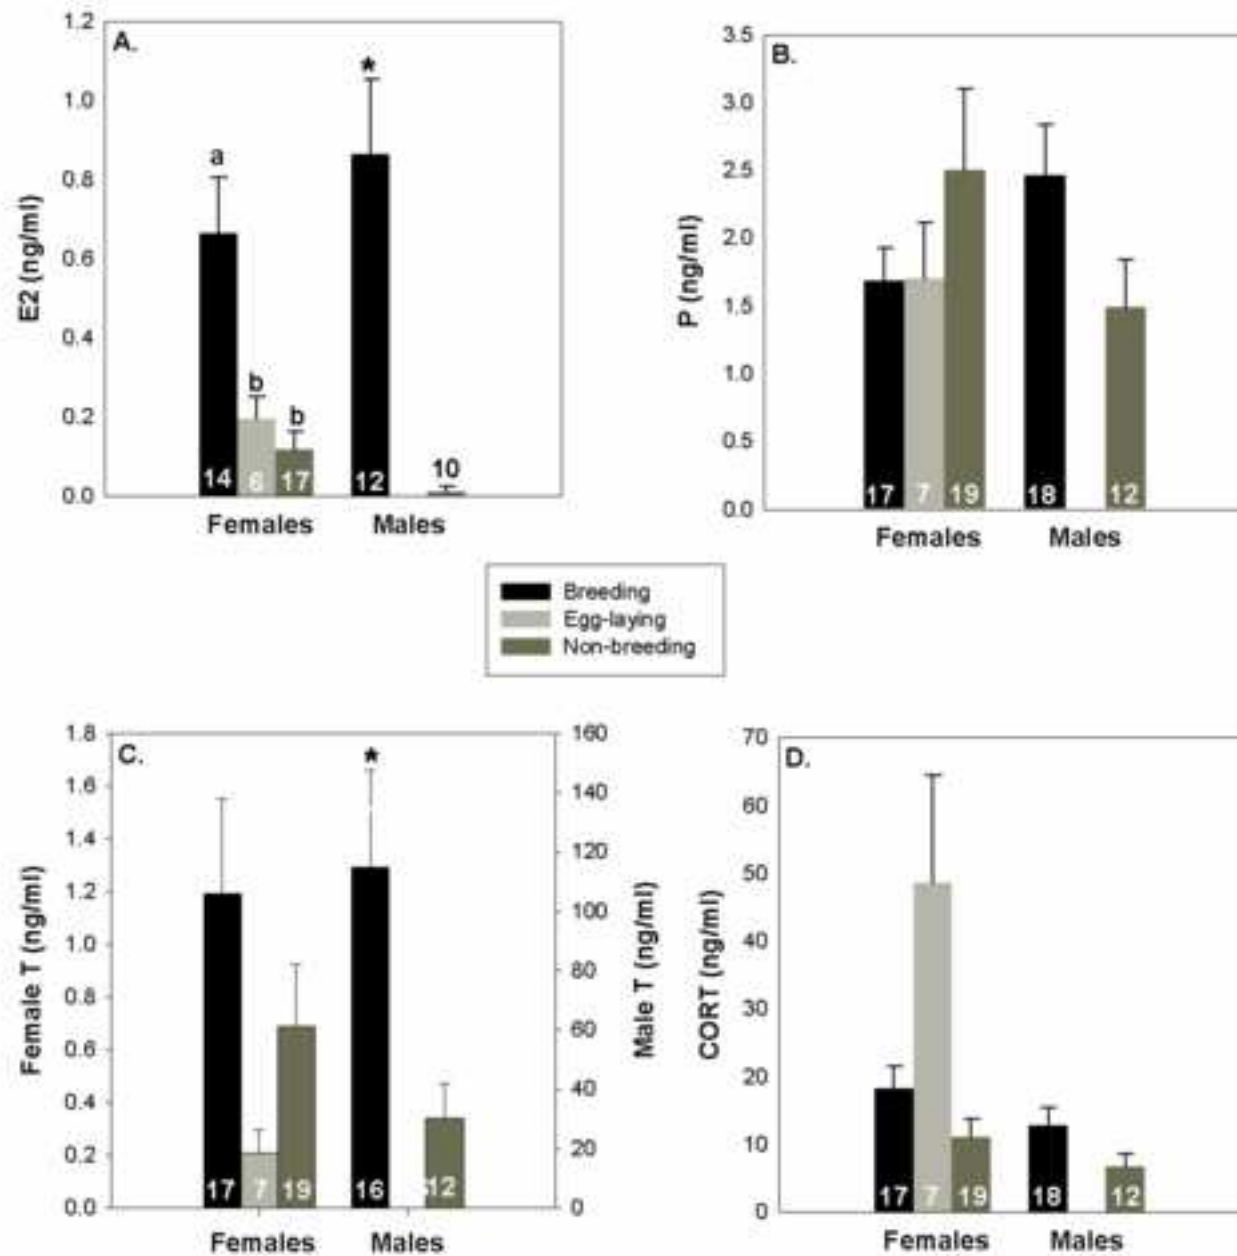 A.
E2 (ng/ml)
1.2
1.0
0.8
0.6
0.4
0.2
0.0
a
b
b
*
10
14 6 17 12
Females Males
B.
P (ng/ml)
3.5
3.0
2.5
2.0
1.5
1.0
0.5
0.0
17 7 19 18 12
Females Males
Breeding
Egg-laying
Non-breeding
C.
Female T (ng/ml)
1.8
1.6
1.4
1.2
1.0
0.8
0.6
0.4
0.2
0.0
*
17 7 19 16 12
Females Males
160
140
120
100
80
60
40
20
0
Male T (ng/ml)
D.
CORT (ng/ml)
70
60
50
40
30
20
10
0
17 7 19 18 12
Females Males